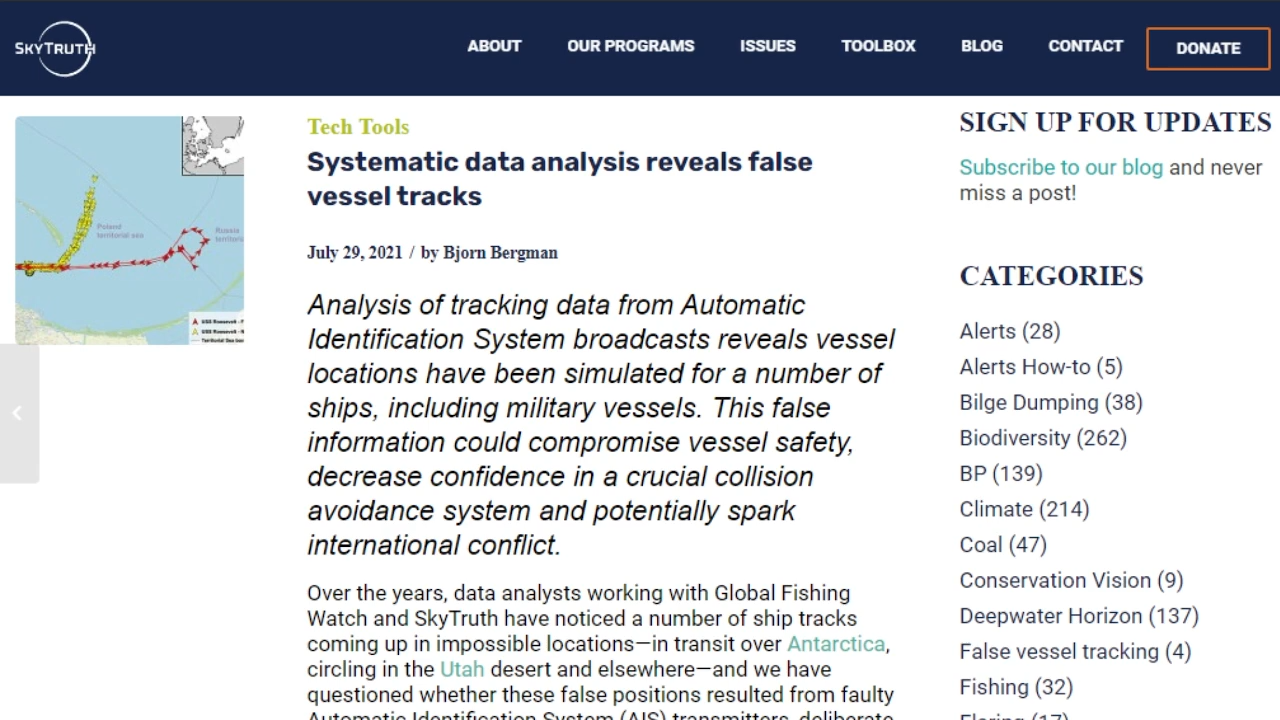 SKYTRUTH
ABOUT
OUR PROGRAMS
ISSUES
TOOLBOX
BLOG
CONTACT
DONATE
Poland
territorial sea
Russia
Tech Tools
Systematic data analysis reveals false
vessel tracks
July 29, 2021 / by Bjorn Bergman
Analysis of tracking data from Automatic
Identification System broadcasts reveals vessel
locations have been simulated for a number of
ships, including military vessels. This false
information could compromise vessel safety,
decrease confidence in a crucial collision
avoidance system and potentially spark
international conflict.
Over the years, data analysts working with Global Fishing
Watch and SkyTruth have noticed a number of ship tracks
coming up in impossible locations—in transit over Antarctica,
circling in the Utah desert and elsewhere—and we have
questioned whether these false positions resulted from faulty
Automatic Identification System (AIS) transmitters, deliberate
SIGN UP FOR UPDATES
Subscribe to our blog and never
miss a post!
CATEGORIES
Alerts (28)
Alerts How-to (5)
Bilge Dumping (38)
Biodiversity (262)
BP (139)
Climate (214)
Coal (47)
Conservation Vision (9)
Deepwater Horizon (137)
False vessel tracking (4)
Fishing (32)
Flaring (17)